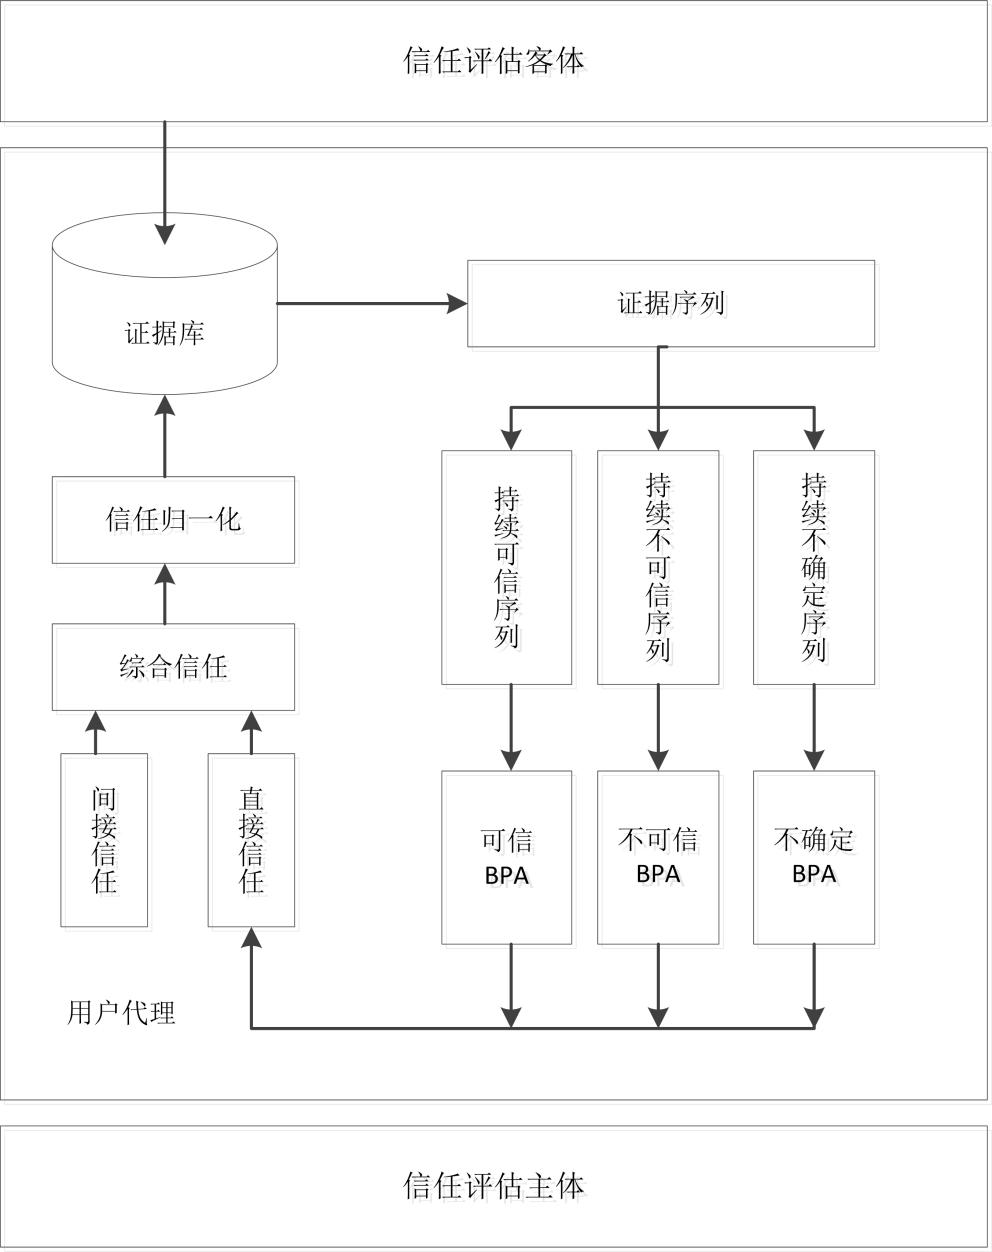 信任评估客体
证据库
证据序列
信任归一化
综合信任
间接信任
直接信任
持续可信序列
持续不可信序列
持续不确定序列
可信
BPA
不可信
BPA
不确定
BPA
用户代理
信任评估主体